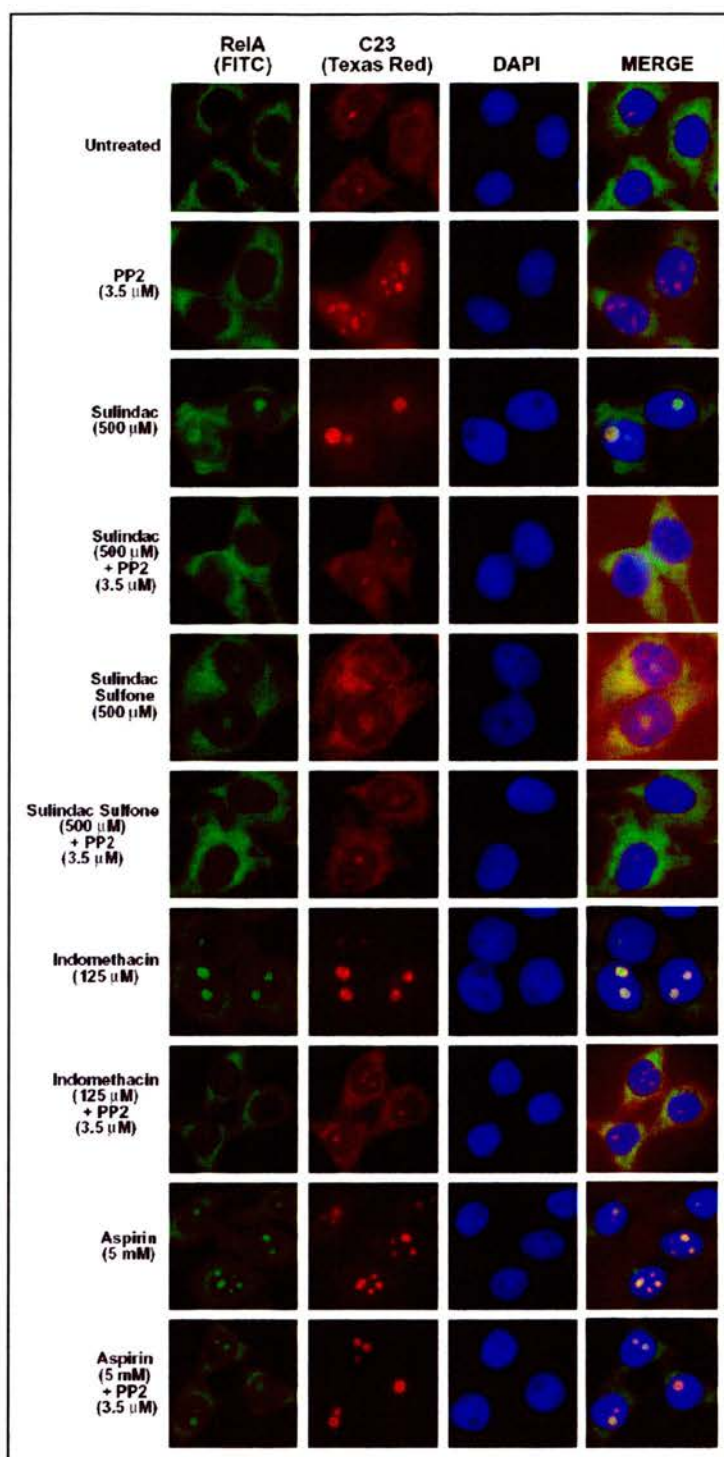 RelA
(FITC)
C23
(Texas Red)
DAPI
MERGE
Untreated
PP2
(3.5 µM)
Sulindac
(500 µM)
Sulindac
(500 µM)
+ PP2
(3.5 µM)
Sulindac
Sulfone
(500 µM)
Sulindac Sulfone
(500 µM)
+ PP2
(3.5 µM)
Indomethacin
(125 µM)
Indomethacin
(125 µM)
+ PP2
(3.5 µM)
Aspirin
(5 mM)
Aspirin
(5 mM)
+ PP2
(3.5 µM)